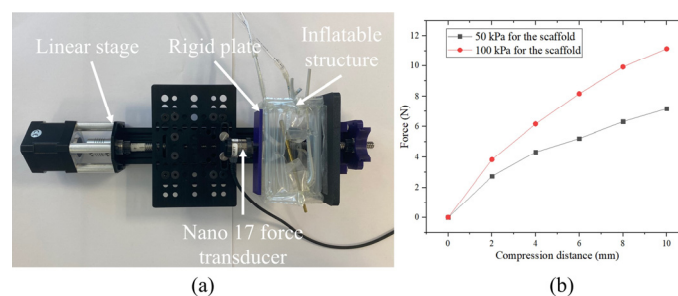 Linear stage
Rigid plate
Inflatable
structure
Nano 17 force
transducer
(a)
50 kPa for the scaffold
100 kPa for the scaffold
Force (N)
12
10
8
6
4
2
0
0 2 4 6 8 10
Compression distance (mm)
(b)